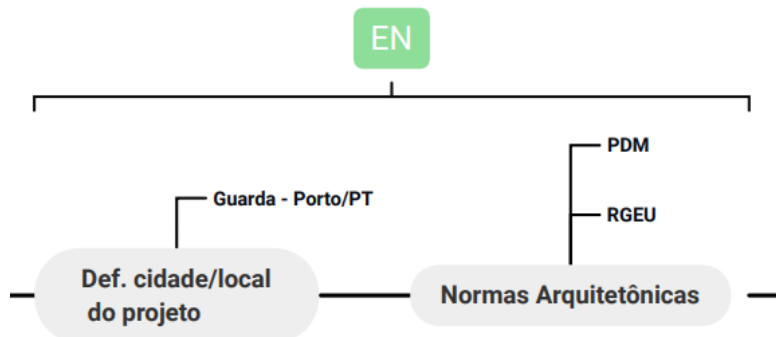 EN
PDM
Guarda - Porto/PT
RGEU
Def. cidade/local
do projeto
Normas Arquitetônicas